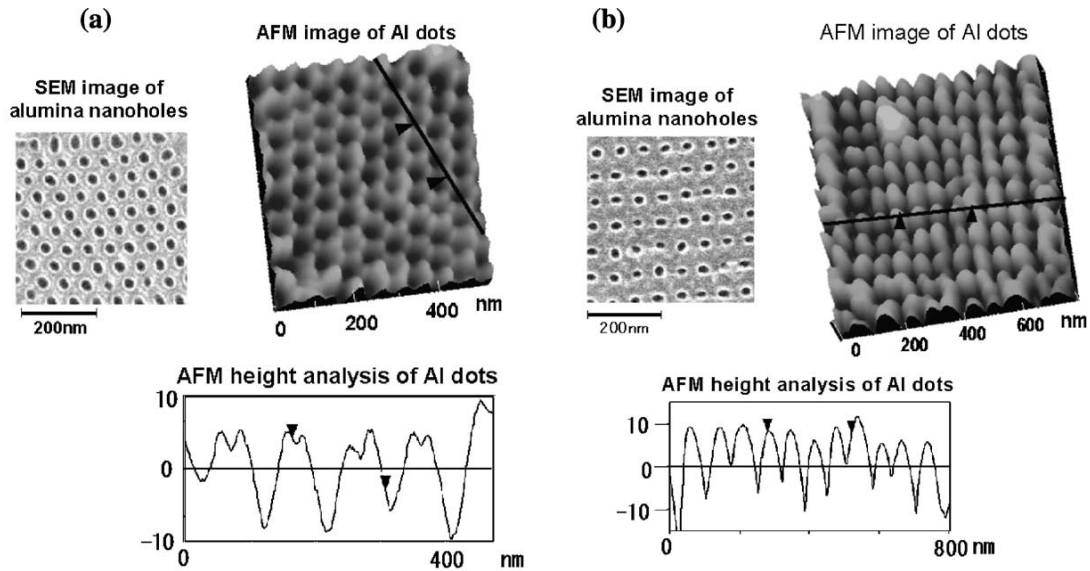 (a)
AFM image of Al dots
SEM image of
alumina nanoholes
200nm
0
200
400
nm
AFM height analysis of Al dots
10
0
-10
0
400
nm
(b)
AFM image of Al dots
SEM image of
alumina nanoholes
200nm
0
200
400
600
nm
AFM height analysis of Al dots
10
0
-10
0
800 nm